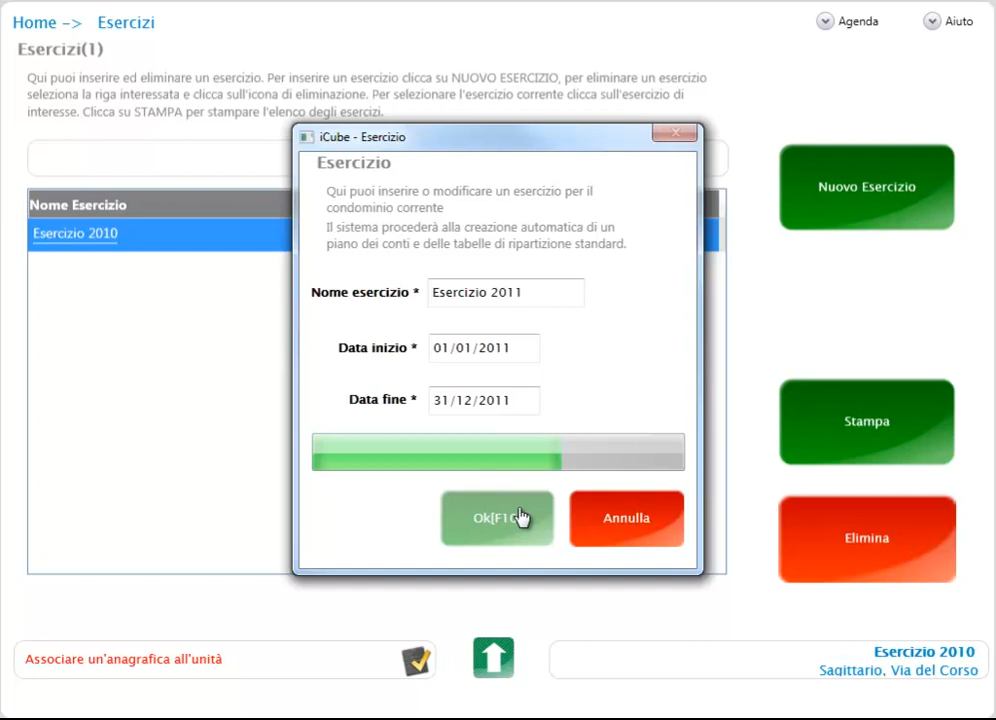 Home -> Esercizi
Agenda
Aiuto
Esercizi(1)
Qui puoi inserire ed eliminare un esercizio. Per inserire un esercizio clicca su NUOVO ESERCIZIO, per eliminare un esercizio
seleziona la riga interessata e clicca sull'icona di eliminazione. Per selezionare l'esercizio corrente clicca sull'esercizio di
interesse. Clicca su STAMPA per stampare l'elenco degli esercizi.
iCube - Esercizio
Esercizio
Qui puoi inserire o modificare un esercizio per il
condominio corrente
Il sistema procederà alla creazione automatica di un
piano dei conti e delle tabelle di ripartizione standard.
Nome esercizio * Esercizio 2011
Data inizio * 01/01/2011
Data fine * 31/12/2011
Annulla
Nome Esercizio
Esercizio 2010
Nuovo Esercizio
Stampa
Elimina
Associare un'anagrafica all'unità
Esercizio 2010
Sagittario, Via del Corso